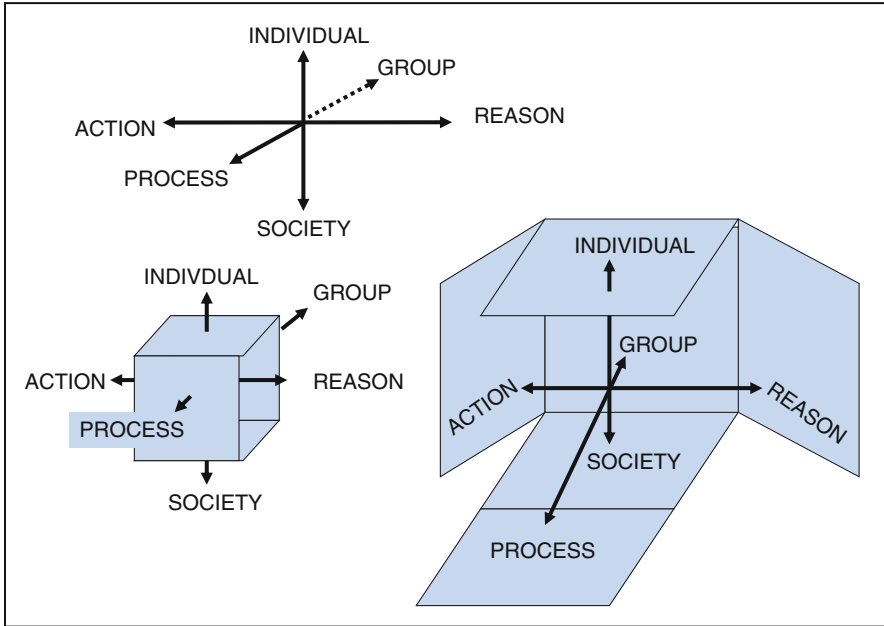 INDIVIDUAL
GROUP
ACTION
REASON
PROCESS
SOCIETY
INDIVDUAL
GROUP
ACTION
REASON
PROCESS
SOCIETY
INDIVIDUAL
GROUP
ACTION
REASON
SOCIETY
PROCESS